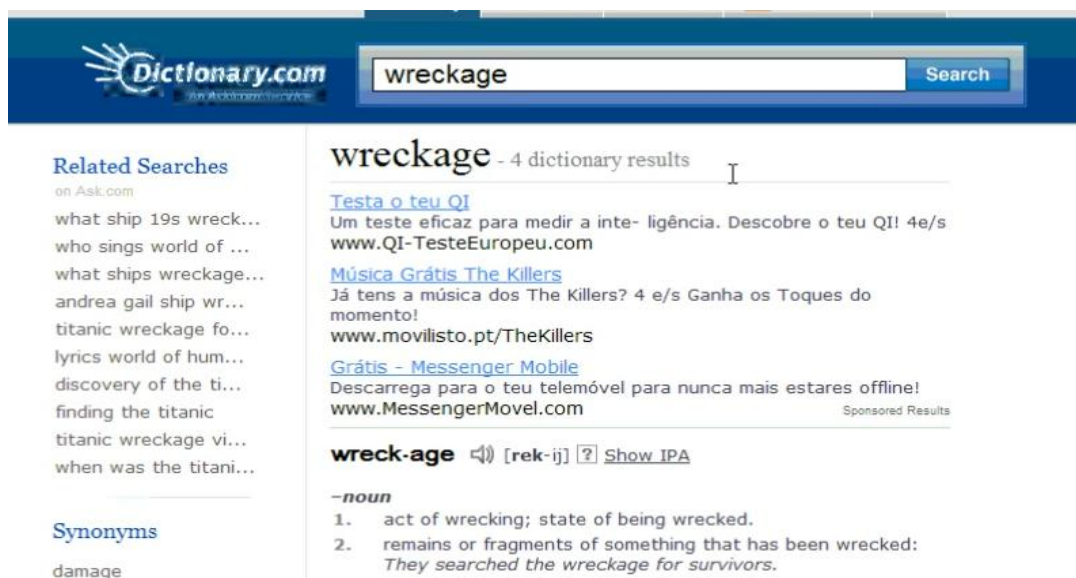 Dictionary.com
wreckage
Search
Related Searches
on Ask.com
what ship 19s wreck...
who sings world of ...
what ships wreckage...
andrea gail ship wr...
titanic wreckage fo...
lyrics world of hum...
discovery of the ti...
finding the titanic
titanic wreckage vi...
when was the titani...
Synonyms
damage
wreckage - 4 dictionary results
Testa o teu QI
Um teste eficaz para medir a inte- ligência. Descobre o teu QI! 4e/s
www.QI-TesteEuropeu.com
Música Grátis The Killers
Já tens a música dos The Killers? 4 e/s Ganha os Toques do
momento!
www.movilisto.pt/TheKillers
Grátis - Messenger Mobile
Descarrega para o teu telemóvel para nunca mais estares offline!
www.MessengerMovel.com
Sponsored Results
wreck·age [rek-ij] ? Show IPA
–noun
1. act of wrecking; state of being wrecked.
2. remains or fragments of something that has been wrecked:
They searched the wreckage for survivors.